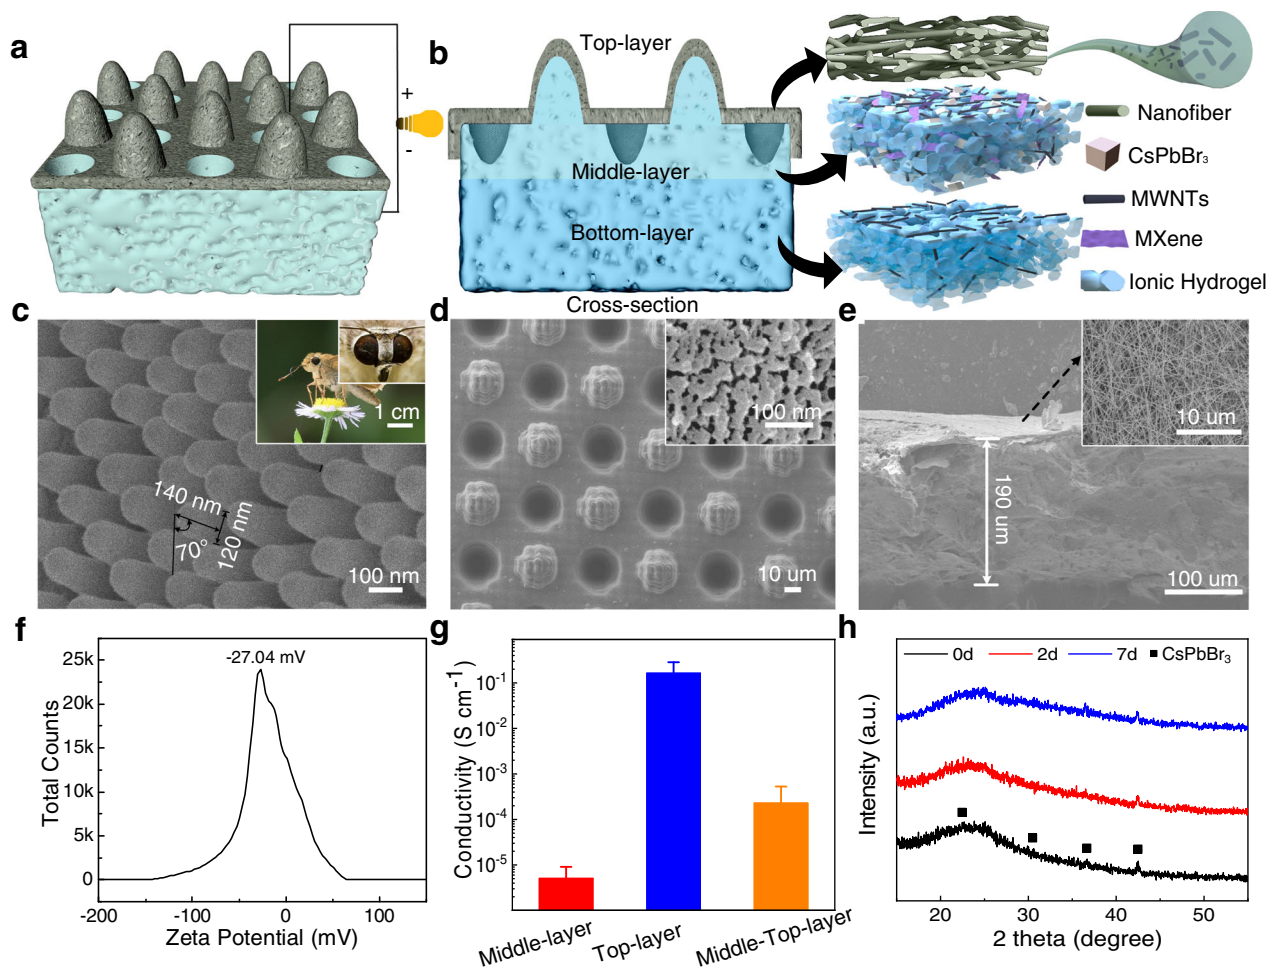 a
+
-
b
Top-layer
Middle-layer
Bottom-layer
Cross-section
Nanofiber
CsPbBr₃
MWNTs
MXene
Ionic Hydrogel
c
1 cm
140 nm
120 nm
70°
100 nm
d
100 nm
10 um
e
10 um
190 um
100 um
f
-27.04 mV
25k
20k
15k
10k
5k
0
-200
-100
0
100
Total Counts
Zeta Potential (mV)
g
10⁻¹
10⁻²
10⁻³
10⁻⁴
10⁻⁵
Conductivity (S cm⁻¹)
Middle-layer
Top-layer
Middle-Top-layer
h
0d
2d
7d
CsPbBr₃
Intensity (a.u.)
20
30
40
50
2 theta (degree)